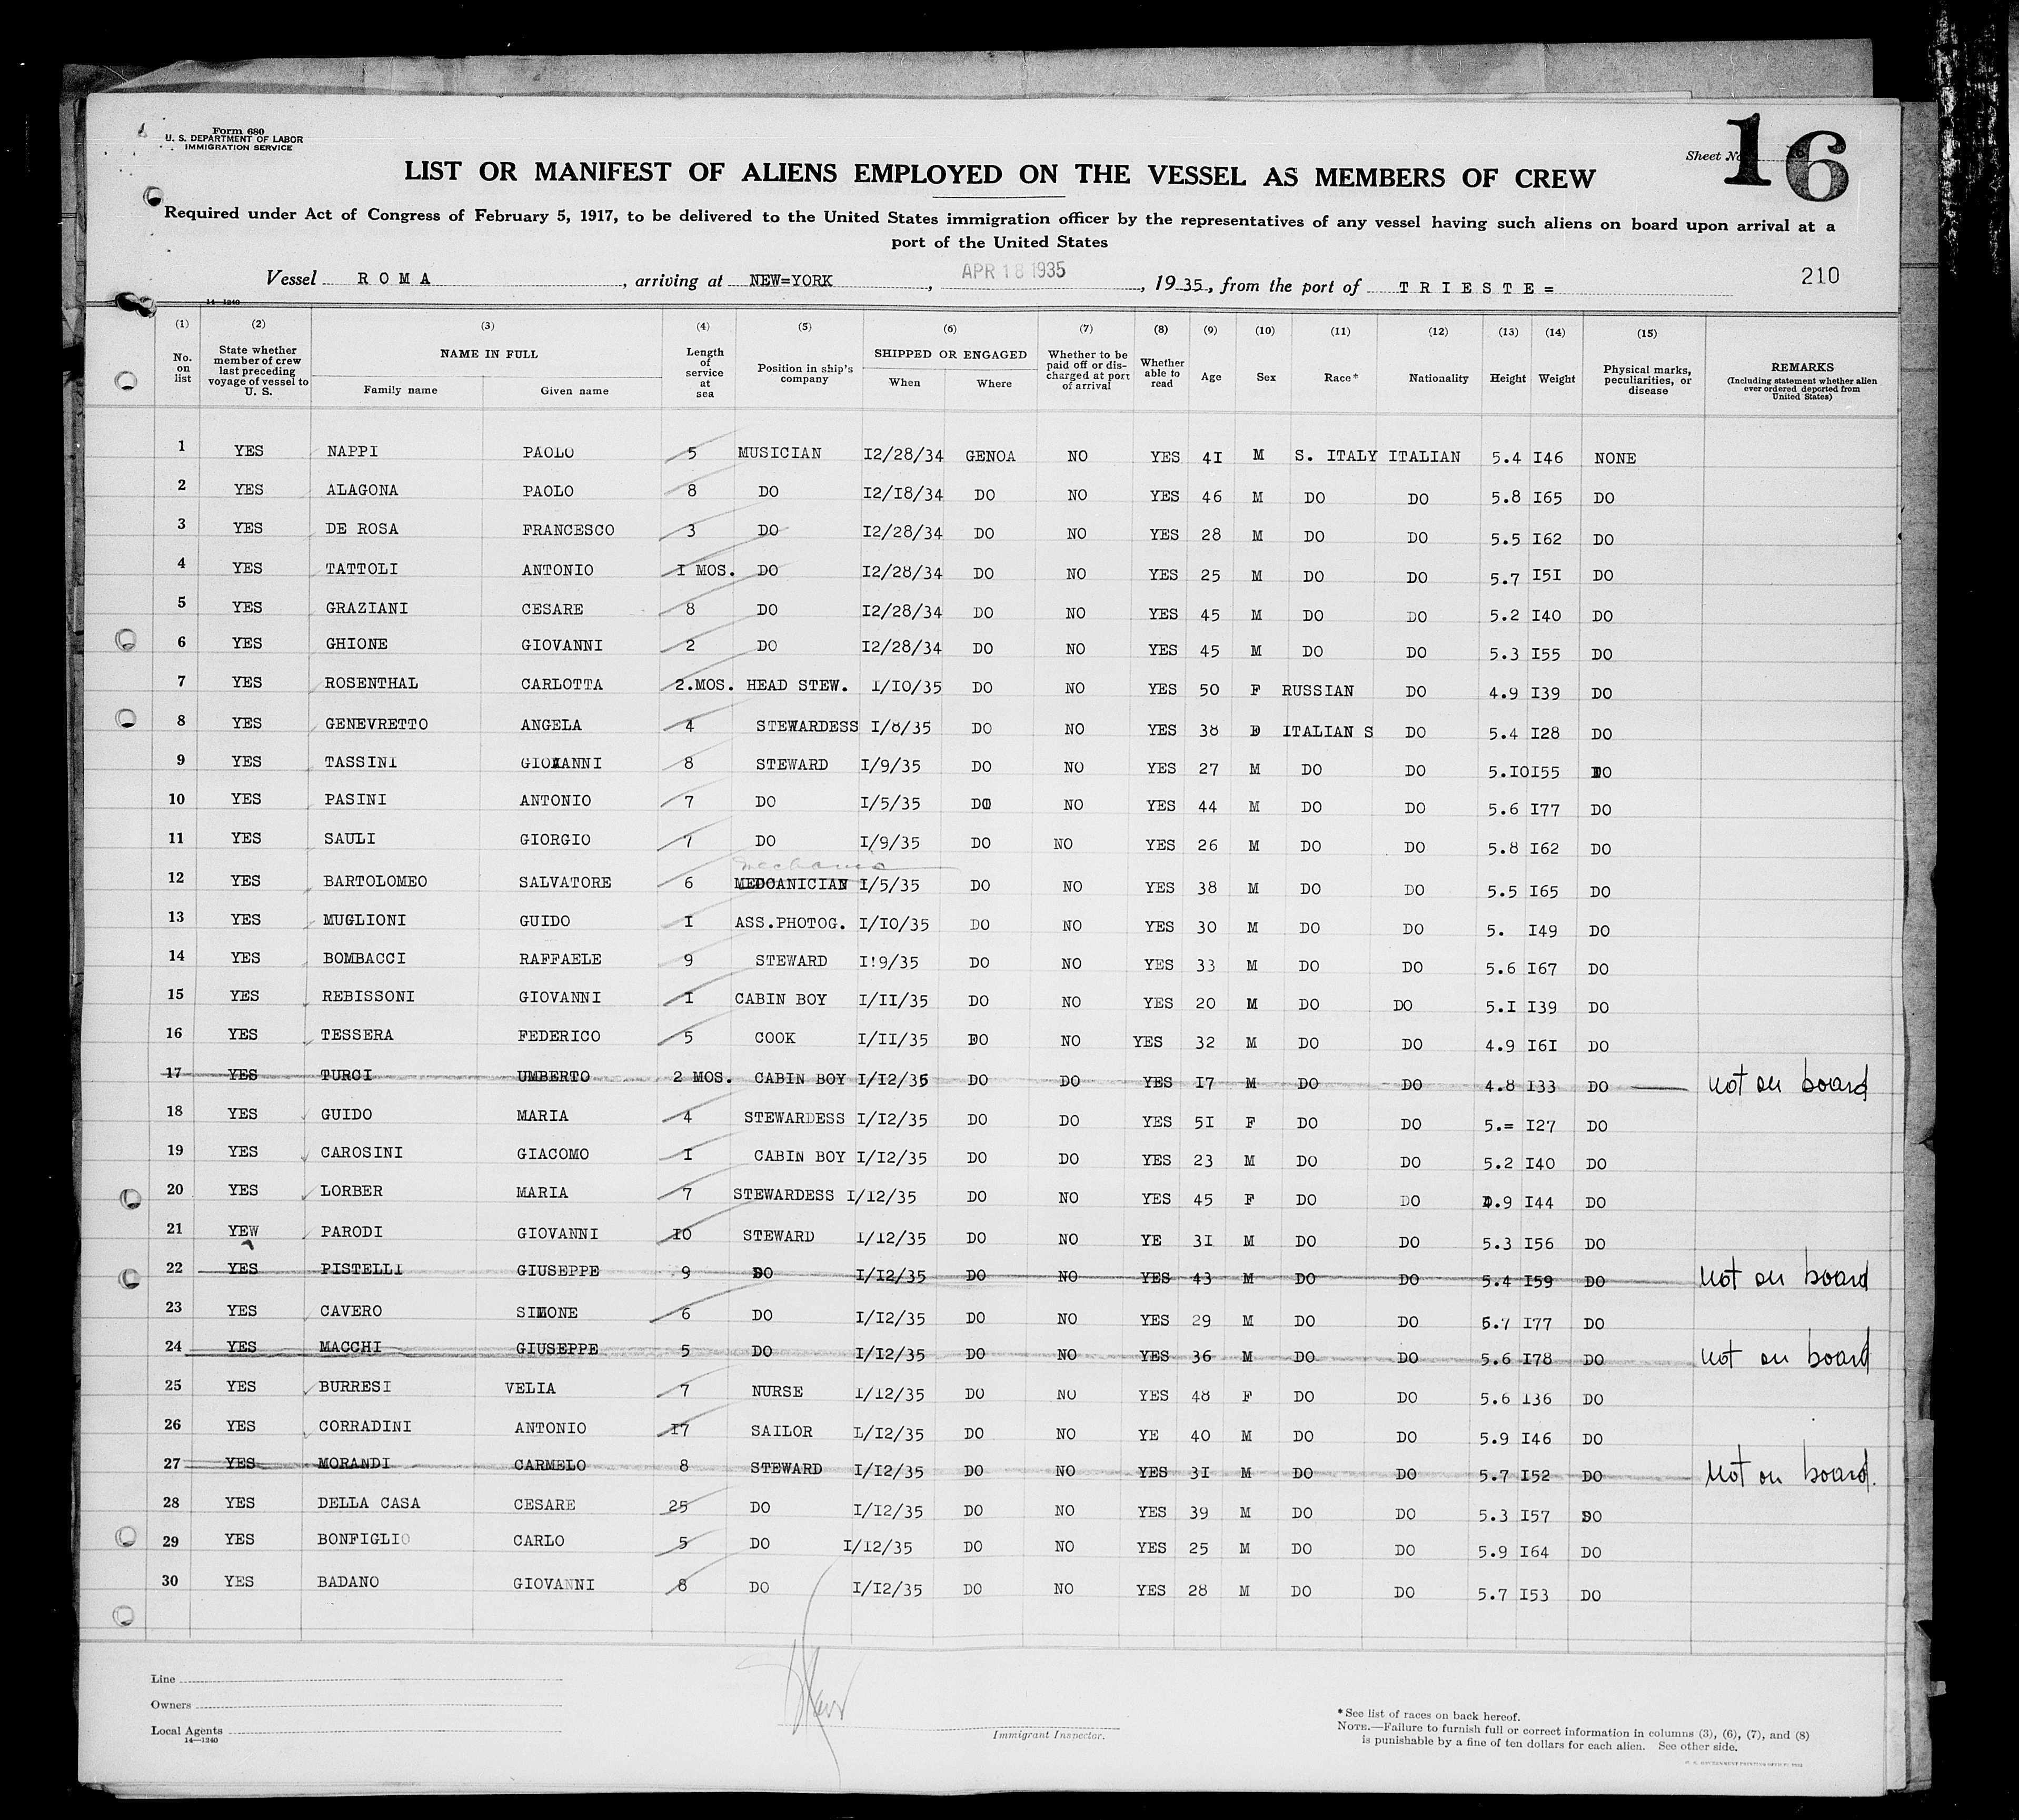 Form 680
U. S. DEPARTMENT OF LABOR
IMMIGRATION SERVICE
Sheet No. 16
LIST OR MANIFEST OF ALIENS EMPLOYED ON THE VESSEL AS MEMBERS OF CREW
Required under Act of Congress of February 5, 1917, to be delivered to the United States immigration officer by the representatives of any vessel having such aliens on board upon arrival at a
port of the United States
Vessel ROMA, arriving at NEW=YORK, APR 18 1935, 1935, from the port of TRIESTE= 210
14—1240
(1) (2) (3) (4) (5) (6) (7) (8) (9) (10) (11) (12) (13) (14) (15)
No. on list State whether member of crew last preceding voyage of vessel to U. S. NAME IN FULL Family name Given name Length of service at sea Position in ship's company SHIPPED OR ENGAGED When Where Whether to be paid off or discharged at port of arrival Whether able to read Age Sex Race* Nationality Height Weight Physical marks, peculiarities, or disease REMARKS (Including statement whether alien ever ordered deported from United States)
1 YES NAPPI PAOLO 5 MUSICIAN I2/28/34 GENOA NO YES 4I M S. ITALY ITALIAN 5.4 I46 NONE
2 YES ALAGONA PAOLO 8 DO I2/I8/34 DO NO YES 46 M DO DO 5.8 I65 DO
3 YES DE ROSA FRANCESCO 3 DO I2/28/34 DO NO YES 28 M DO DO 5.5 I62 DO
4 YES TATTOLI ANTONIO I MOS. DO I2/28/34 DO NO YES 25 M DO DO 5.7 I5I DO
5 YES GRAZIANI CESARE 8 DO I2/28/34 DO NO YES 45 M DO DO 5.2 I40 DO
6 YES GHIONE GIOVANNI 2 DO I2/28/34 DO NO YES 45 M DO DO 5.3 I55 DO
7 YES ROSENTHAL CARLOTTA 2.MOS. HEAD STEW. I/IO/35 DO NO YES 50 F RUSSIAN DO 4.9 I39 DO
8 YES GENEVRETTO ANGELA 4 STEWARDESS I/8/35 DO NO YES 38 F ITALIAN S DO 5.4 I28 DO
9 YES TASSINI GIOVANNI 8 STEWARD I/9/35 DO NO YES 27 M DO DO 5.IO I55 DO
10 YES PASINI ANTONIO 7 DO I/5/35 DO NO YES 44 M DO DO 5.6 I77 DO
11 YES SAULI GIORGIO 7 DO I/9/35 DO NO YES 26 M DO DO 5.8 I62 DO
12 YES BARTOLOMEO SALVATORE 6 I/5/35 DO NO YES 38 M DO DO 5.5 I65 DO
13 YES MUGLIONI GUIDO I ASS.PHOTOG. I/IO/35 DO NO YES 30 M DO DO 5. I49 DO
14 YES BOMBACCI RAFFAELE 9 STEWARD I!9/35 DO NO YES 33 M DO DO 5.6 I67 DO
15 YES REBISSONI GIOVANNI I CABIN BOY I/II/35 DO NO YES 20 M DO DO 5.I I39 DO
16 YES TESSERA FEDERICO 5 COOK I/II/35 DO NO YES 32 M DO DO 4.9 I6I DO
17 YES TURCI UMBERTO 2 MOS. CABIN BOY I/I2/35 DO DO YES I7 M DO DO 4.8 I33 DO not on board
18 YES GUIDO MARIA 4 STEWARDESS I/I2/35 DO DO YES 5I F DO DO 5.= I27 DO
19 YES CAROSINI GIACOMO I CABIN BOY I/I2/35 DO DO YES 23 M DO DO 5.2 I40 DO
20 YES LORBER MARIA 7 STEWARDESS I/I2/35 DO NO YES 45 F DO DO 4.9 I44 DO
21 YEW PARODI GIOVANNI IO STEWARD I/I2/35 DO NO YE 3I M DO DO 5.3 I56 DO
22 YES PISTELLI GIUSEPPE 9 DO I/I2/35 DO NO YES 43 M DO DO 5.4 I59 DO not on board
23 YES CAVERO SIMONE 6 DO I/I2/35 DO NO YES 29 M DO DO 5.7 I77 DO
24 YES MACCHI GIUSEPPE 5 DO I/I2/35 DO NO YES 36 M DO DO 5.6 I78 DO not on board
25 YES BURRESI VELIA 7 NURSE I/I2/35 DO NO YES 48 F DO DO 5.6 I36 DO
26 YES CORRADINI ANTONIO I7 SAILOR I/I2/35 DO NO YE 40 M DO DO 5.9 I46 DO
27 YES MORANDI CARMELO 8 STEWARD I/I2/35 DO NO YES 3I M DO DO 5.7 I52 DO not on board.
28 YES DELLA CASA CESARE 25 DO I/I2/35 DO NO YES 39 M DO DO 5.3 I57 DO
29 YES BONFIGLIO CARLO 5 DO I/I2/35 DO NO YES 25 M DO DO 5.9 I64 DO
30 YES BADANO GIOVANNI 8 DO I/I2/35 DO NO YES 28 M DO DO 5.7 I53 DO
Line
Owners
Local Agents
14—1240
Immigrant Inspector.
*See list of races on back hereof.
NOTE.—Failure to furnish full or correct information in columns (3), (6), (7), and (8)
is punishable by a fine of ten dollars for each alien. See other side.